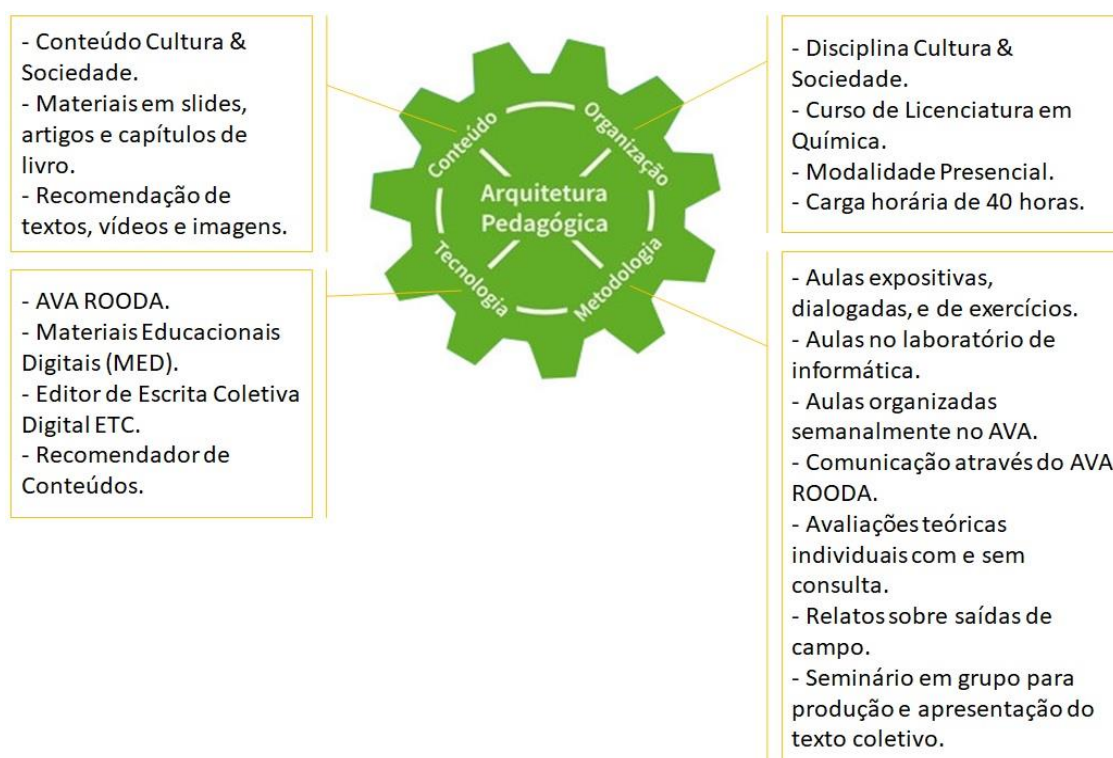 - Conteúdo Cultura &
Sociedade.
- Materiais em slides,
artigos e capítulos de
livro.
- Recomendação de
textos, vídeos e imagens.
- AVA ROODA.
- Materiais Educacionais
Digitais (MED).
- Editor de Escrita Coletiva
Digital ETC.
- Recomendador de
Conteúdos.
Conteúdo
Organização
Arquitetura
Pedagógica
Tecnologia
Metodologia
- Disciplina Cultura &
Sociedade.
- Curso de Licenciatura em
Química.
- Modalidade Presencial.
- Carga horária de 40 horas.
- Aulas expositivas,
dialogadas, e de exercícios.
- Aulas no laboratório de
informática.
- Aulas organizadas
semanalmente no AVA.
- Comunicação através do AVA
ROODA.
- Avaliações teóricas
individuais com e sem
consulta.
- Relatos sobre saídas de
campo.
- Seminário em grupo para
produção e apresentação do
texto coletivo.